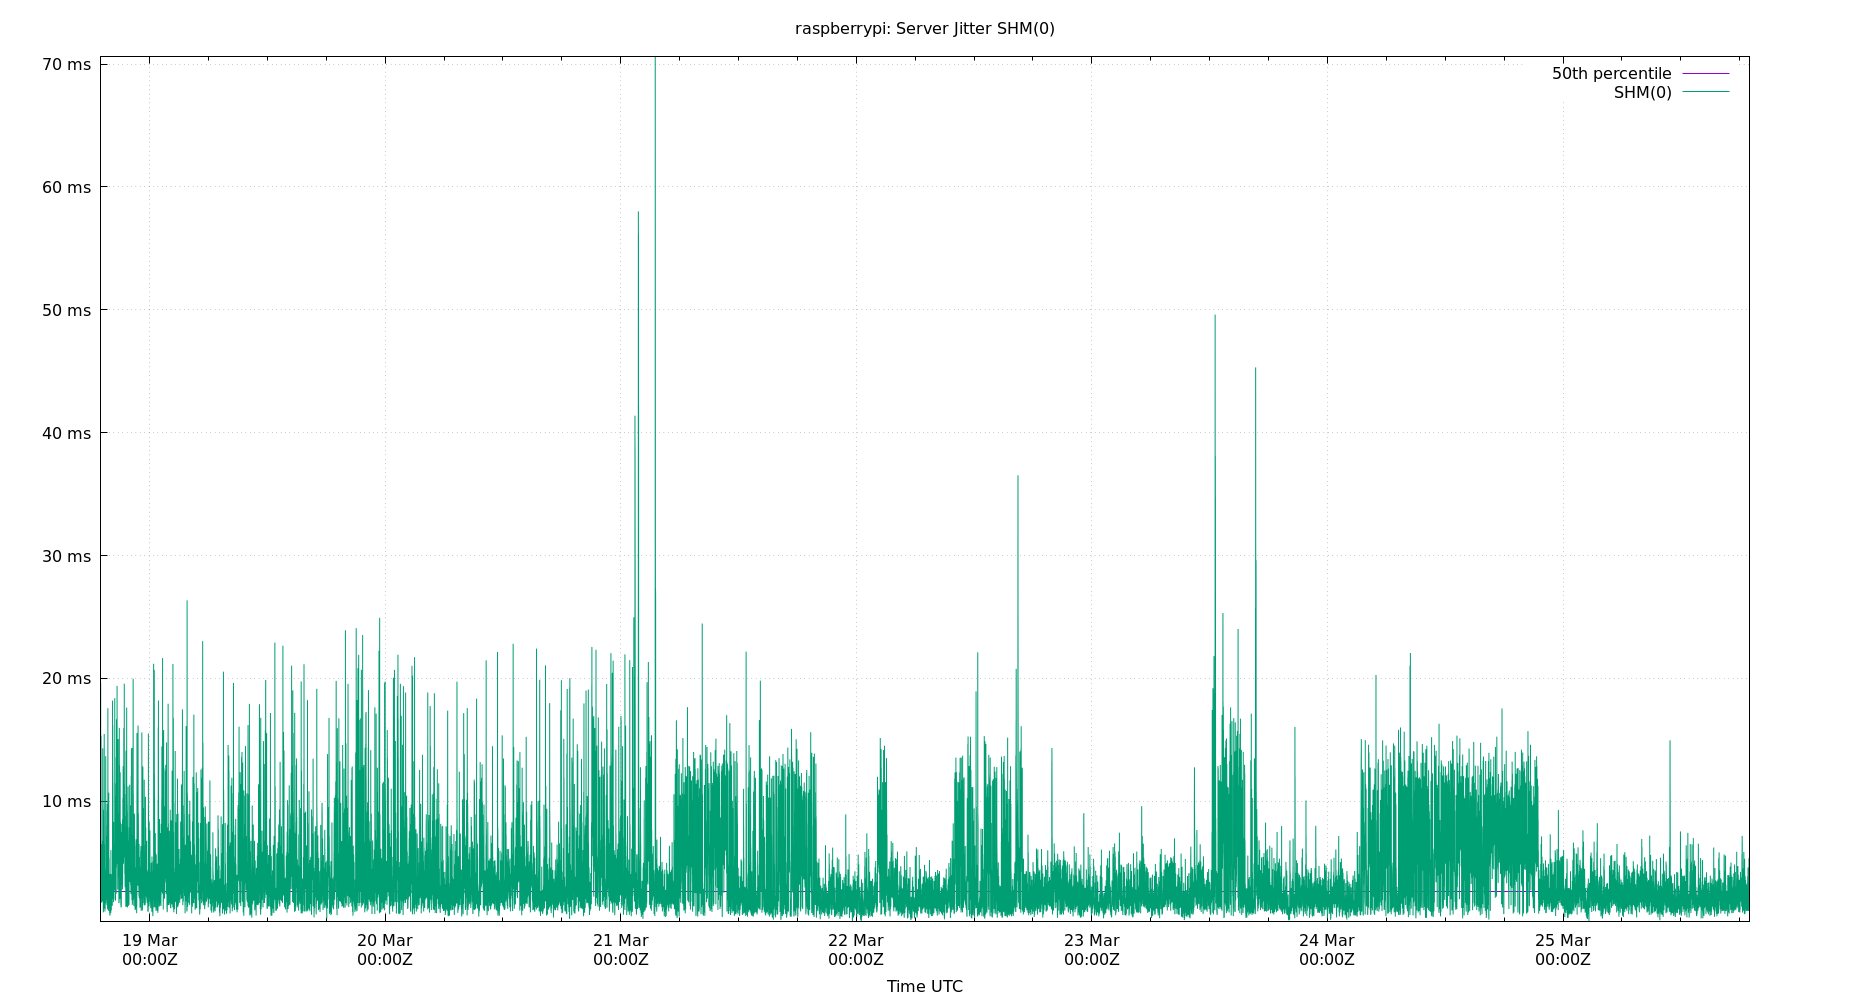 raspberrypi: Server Jitter SHM(0)
70 ms
60 ms
50 ms
40 ms
30 ms
20 ms
10 ms
50th percentile
SHM(0)
19 Mar
00:00Z
20 Mar
00:00Z
21 Mar
00:00Z
22 Mar
00:00Z
23 Mar
00:00Z
24 Mar
00:00Z
25 Mar
00:00Z
Time UTC